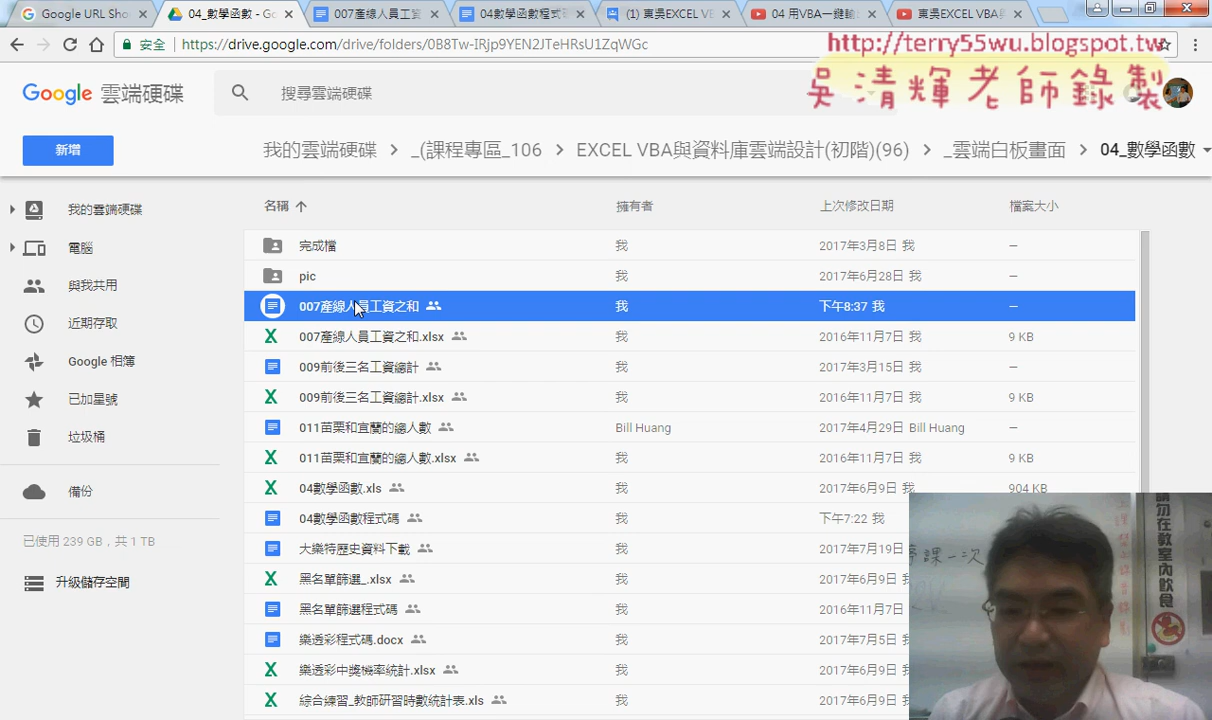 Google URL Sho
04_數學函數 - Go
007產線人員工資
04數學函數程式碼
(1) 東吳EXCEL VE
04 用VBA一鍵輸
東吳EXCEL VBA
安全
https://drive.google.com/drive/folders/0B8Tw-IRjp9YEN2JTeHRsU1ZqWGc
http://terry55wu.blogspot.tw
吳清輝老師錄製
Google 雲端硬碟
搜尋雲端硬碟
新增
我的雲端硬碟 > _(課程專區_106 > EXCEL VBA與資料庫雲端設計(初階)(96) > _雲端白板畫面 > 04_數學函數
我的雲端硬碟
電腦
與我共用
近期存取
Google 相簿
已加星號
垃圾桶
備份
已使用 239 GB，共 1 TB
升級儲存空間
名稱 擁有者 上次修改日期 檔案大小
完成檔 我 2017年3月8日 我 –
pic 我 2017年6月28日 我 –
007產線人員工資之和 我 下午8:37 我 –
007產線人員工資之和.xlsx 我 2016年11月7日 我 9 KB
009前後三名工資總計 我 2017年3月15日 我 –
009前後三名工資總計.xlsx 我 2016年11月7日 我 9 KB
011苗栗和宜蘭的總人數 Bill Huang 2017年4月29日 Bill Huang –
011苗栗和宜蘭的總人數.xlsx 我 2016年11月7日 我 9 KB
04數學函數.xls 我 2017年6月9日 我 904 KB
04數學函數程式碼 我 下午7:22 我
大樂特歷史資料下載 我 2017年7月19日
黑名單篩選_.xlsx 我 2017年6月9日
黑名單篩選程式碼 我 2016年11月7日
樂透彩程式碼.docx 我 2017年7月5日
樂透彩中獎機率統計.xlsx 我 2017年6月9日
綜合練習_教師研習時數統計表.xls 我 2017年6月9日
請勿在教室內飲食
停課一次